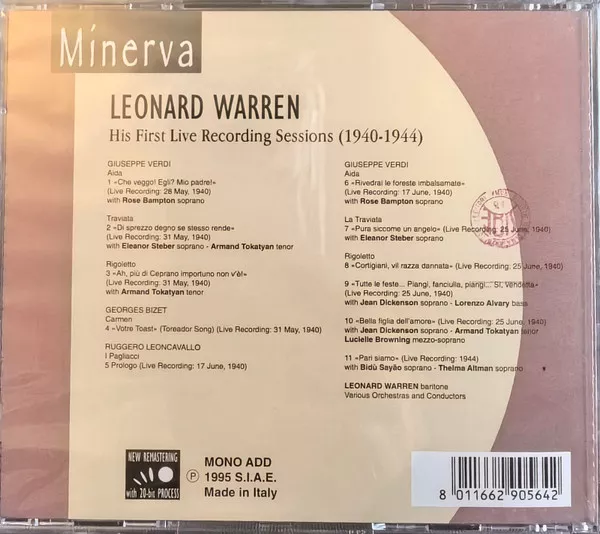 Minerva
LEONARD WARREN
His First Live Recording Sessions (1940-1944)
GIUSEPPE VERDI
Aida
1 «Che veggo! Egli? Mio padre!»
(Live Recording: 28 May, 1940)
with Rose Bampton soprano
Traviata
2 «Di sprezzo degno se stesso rende»
(Live Recording: 31 May, 1940)
with Eleanor Steber soprano - Armand Tokatyan tenor
Rigoletto
3 «Ah, più di Ceprano importuno non v'è!»
(Live Recording: 31 May, 1940)
with Armand Tokatyan tenor
GEORGES BIZET
Carmen
4 «Votre Toast» (Toreador Song) (Live Recording: 31 May, 1940)
RUGGERO LEONCAVALLO
I Pagliacci
5 Prologo (Live Recording: 17 June, 1940)
GIUSEPPE VERDI
Aida
6 «Rivedrai le foreste imbalsamate»
(Live Recording: 17 June, 1940)
with Rose Bampton soprano
La Traviata
7 «Pura siccome un angelo» (Live Recording: 25 June, 1940)
with Eleanor Steber soprano
Rigoletto
8 «Cortigiani, vil razza dannata» (Live Recording: 25 June, 1940)
9 «Tutte le feste... Piangi, fanciulla, piangi... Sì, vendetta»
(Live Recording: 25 June, 1940)
with Jean Dickenson soprano - Lorenzo Alvary bass
10 «Bella figlia dell'amore» (Live Recording: 25 June, 1940)
with Jean Dickenson soprano - Armand Tokatyan tenor
Lucielle Browning mezzo-soprano
11 «Pari siamo» (Live Recording: 1944)
with Bidù Sayão soprano - Thelma Altman soprano
LEONARD WARREN baritone
Various Orchestras and Conductors
NEW REMASTERING
with 20-bit PROCESS
MONO ADD
℗ 1995 S.I.A.E.
Made in Italy
8 011662 905642